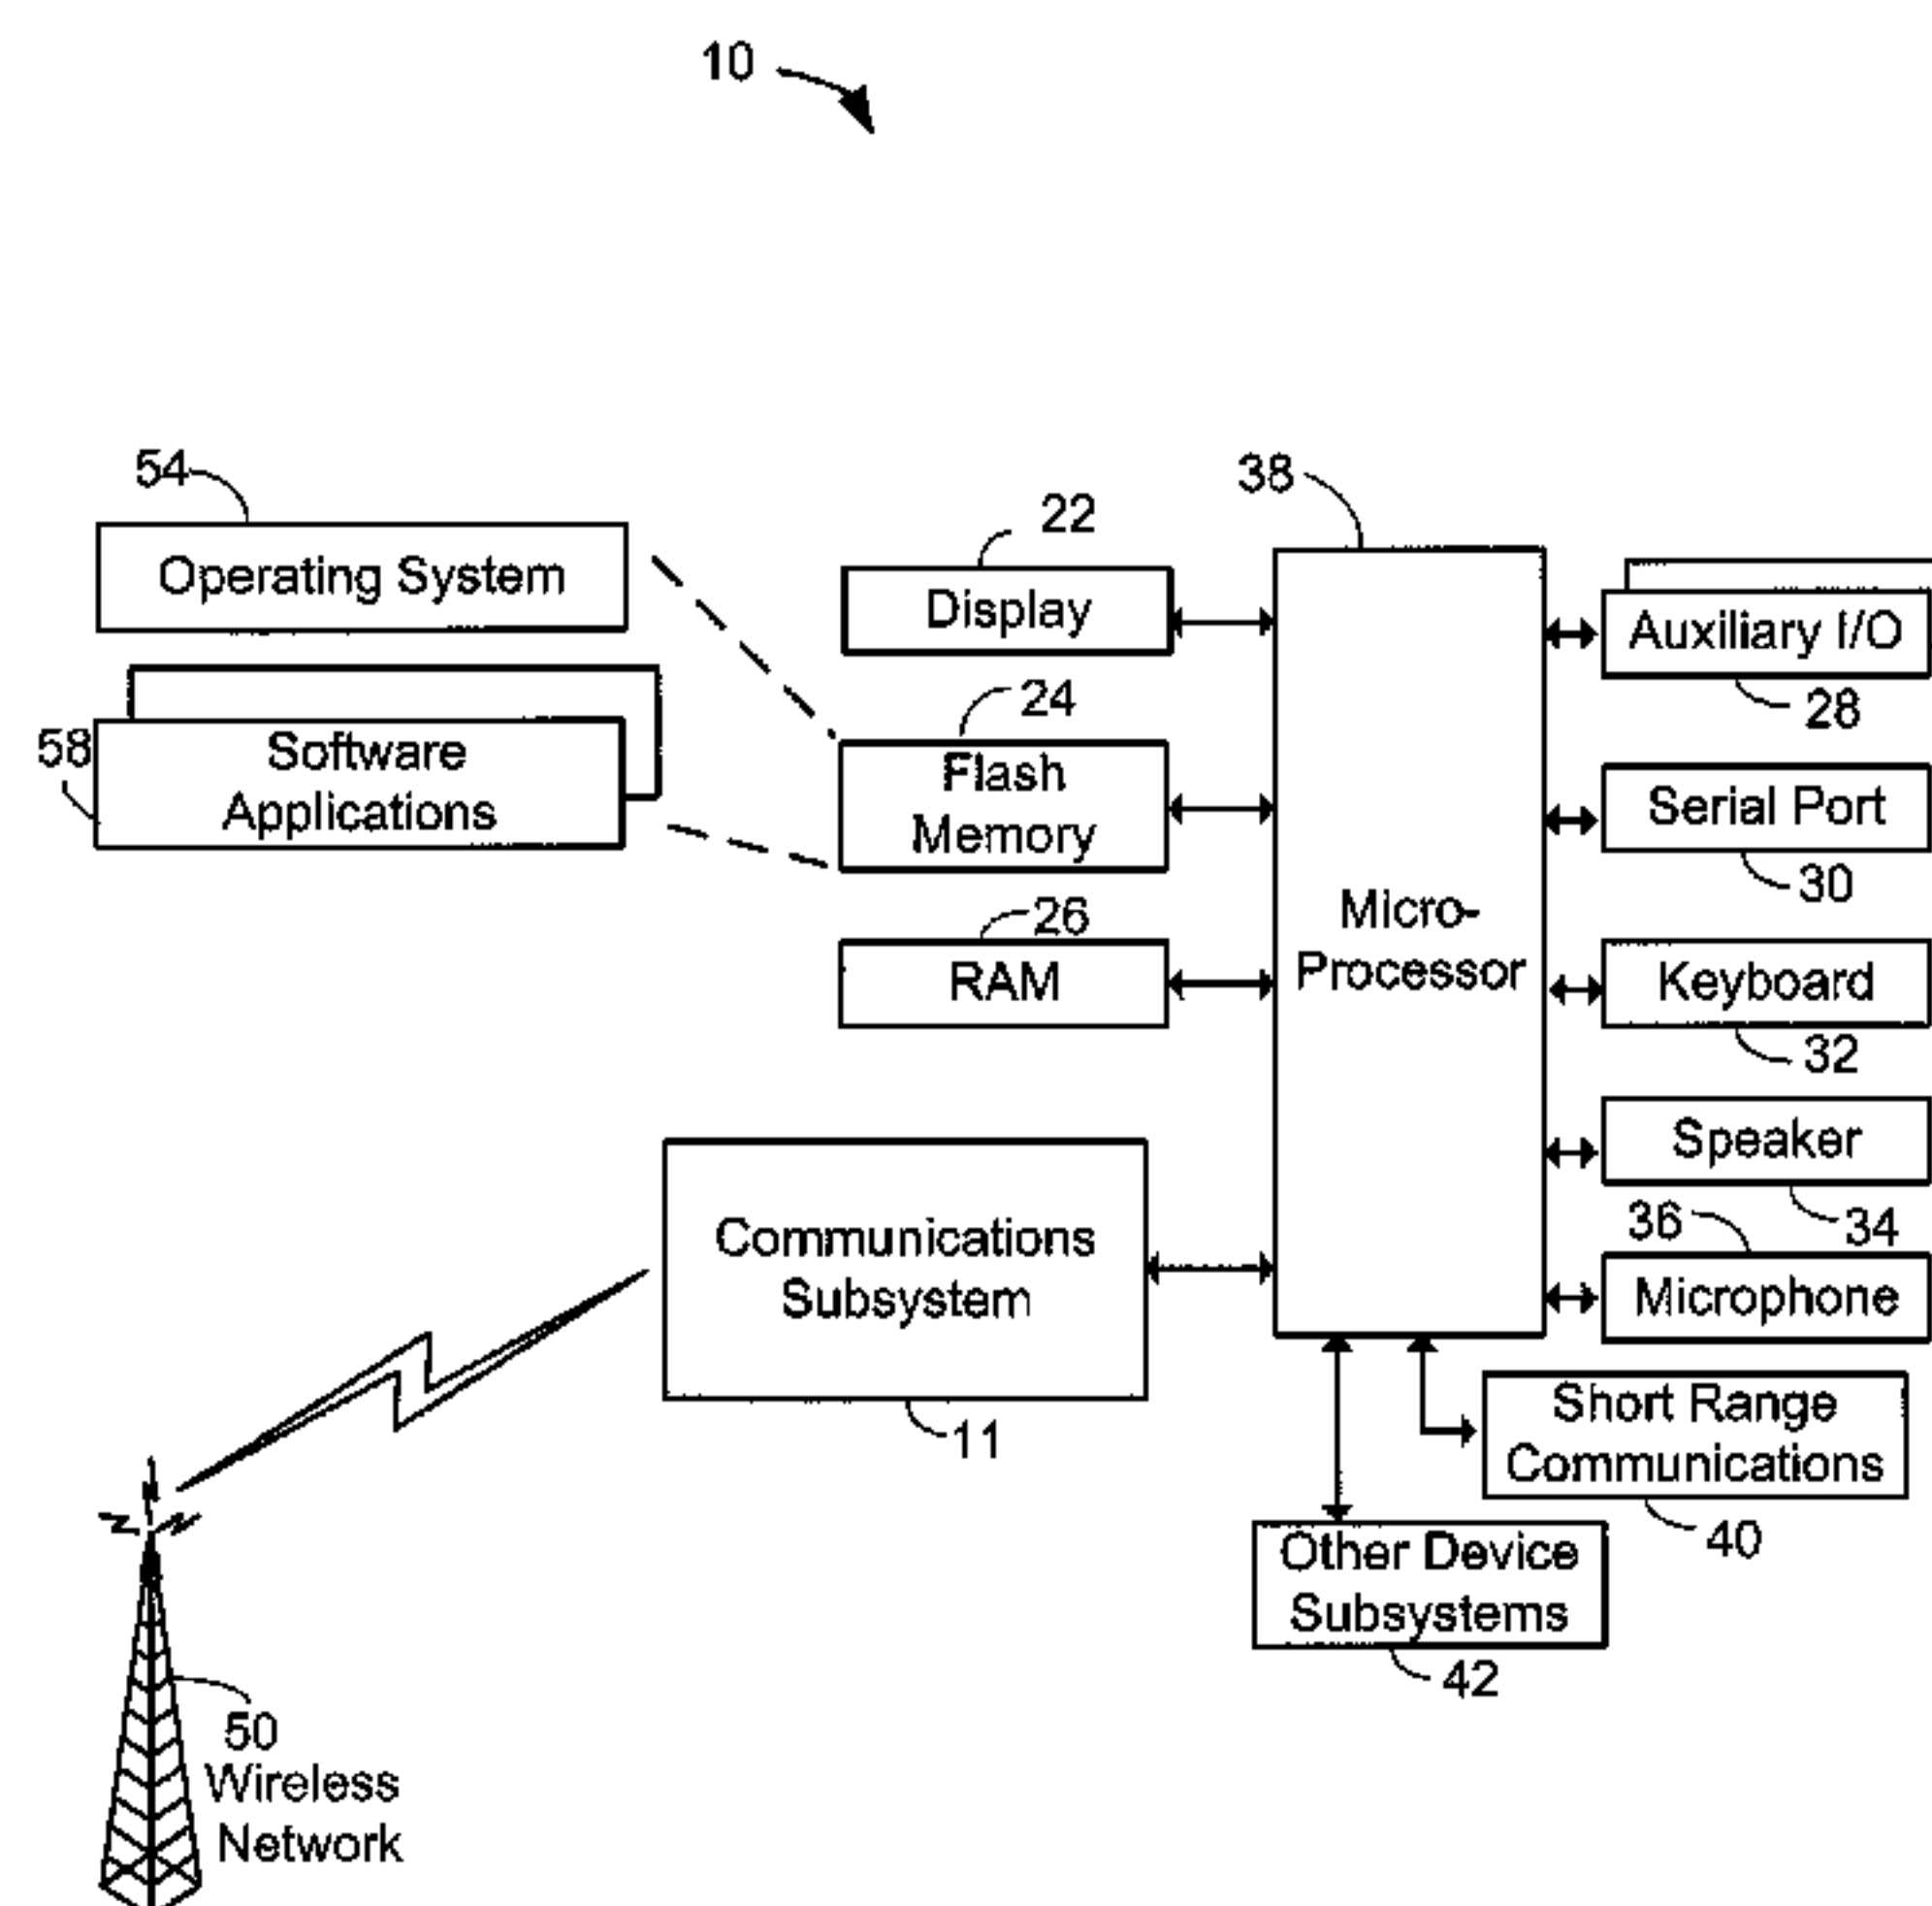 10
54
Operating System
58
Software
Applications
22
Display
24
Flash
Memory
26
RAM
38
Micro-
Processor
Auxiliary I/O
28
Serial Port
30
Keyboard
32
Speaker
34
36
Microphone
Communications
Subsystem
11
Short Range
Communications
40
Other Device
Subsystems
42
50
Wireless
Network